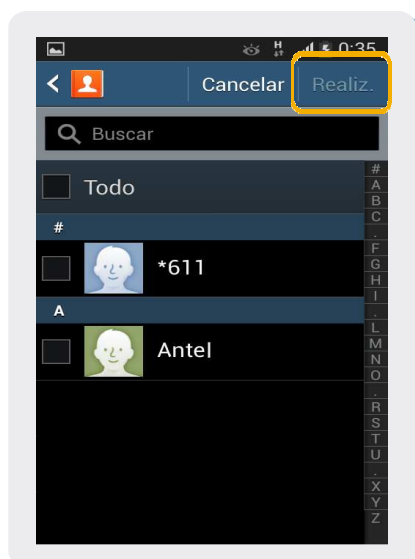 H 0:35
Cancelar Realiz.
Buscar
Todo
#
*611
A
Antel
#
A
B
C
.
F
G
H
I
.
L
M
N
O
.
R
S
T
U
.
X
Y
Z